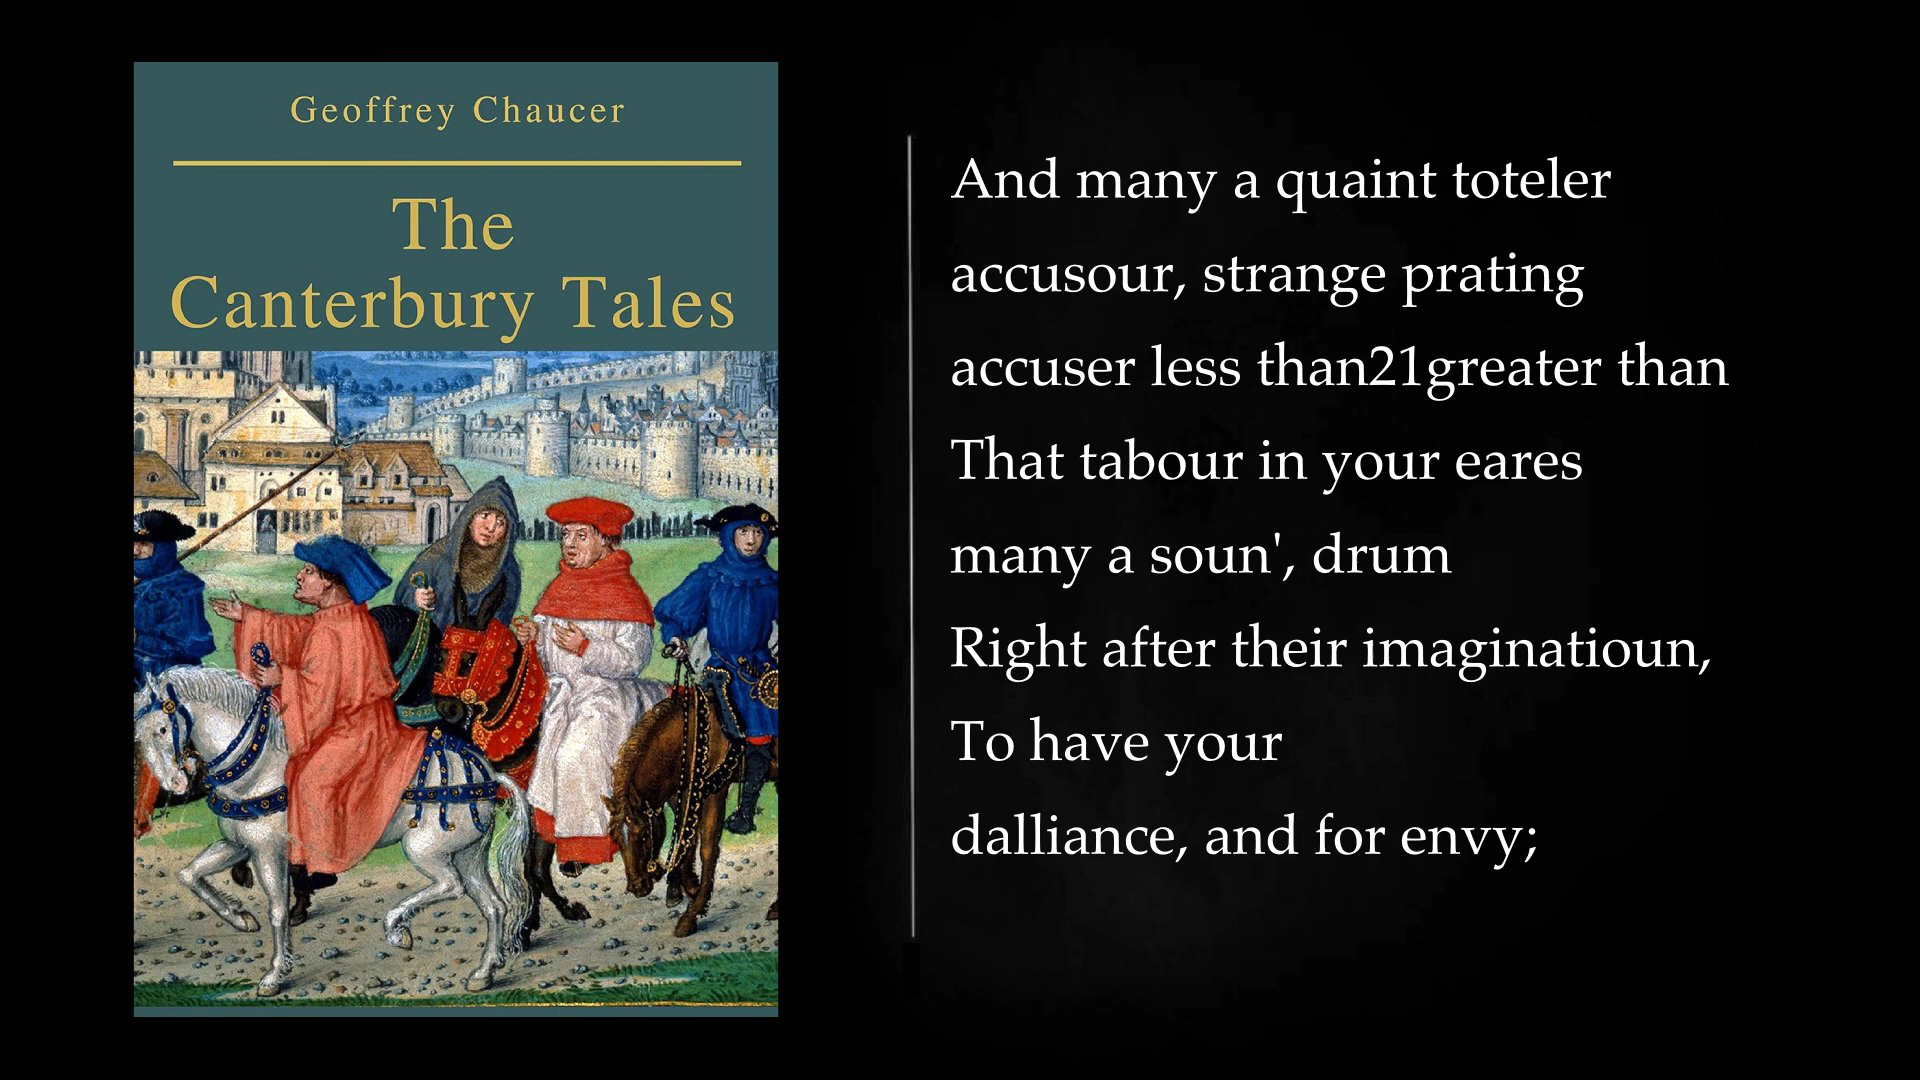 Geoffrey Chaucer
The
Canterbury Tales
And many a quaint toteler
accusour, strange prating
accuser less than21greater than
That tabour in your eares
many a soun', drum
Right after their imaginatioun,
To have your
dalliance, and for envy;